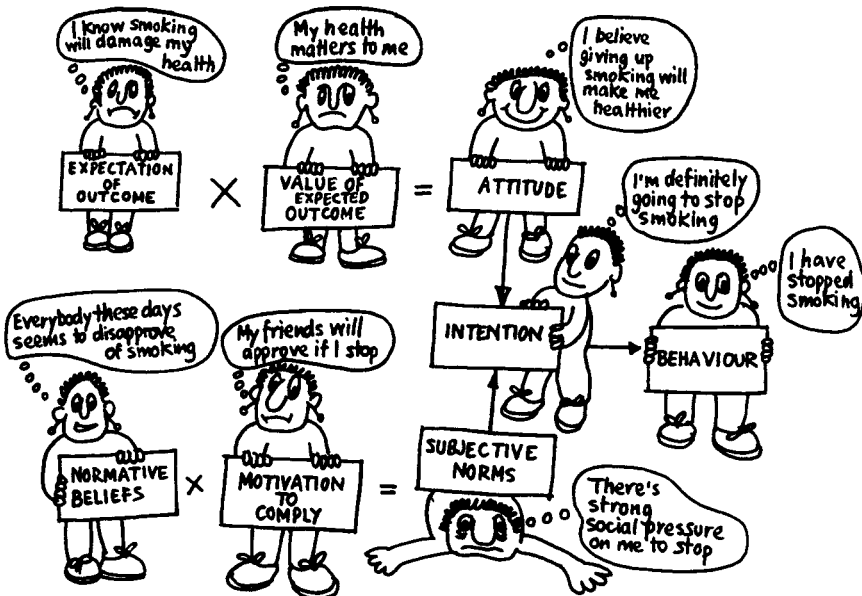 I know smoking
will damage my
health
My health
matters to me
I believe
giving up
smoking will
make me
healthier
EXPECTATION
OF
OUTCOME
×
VALUE OF
EXPECTED
OUTCOME
=
ATTITUDE
I'm definitely
going to stop
smoking
I have
stopped
smoking
INTENTION
BEHAVIOUR
Everybody these days
seems to disapprove
of smoking
My friends will
approve if I stop
NORMATIVE
BELIEFS
×
MOTIVATION
TO
COMPLY
=
SUBJECTIVE
NORMS
There's
strong
social pressure
on me to stop